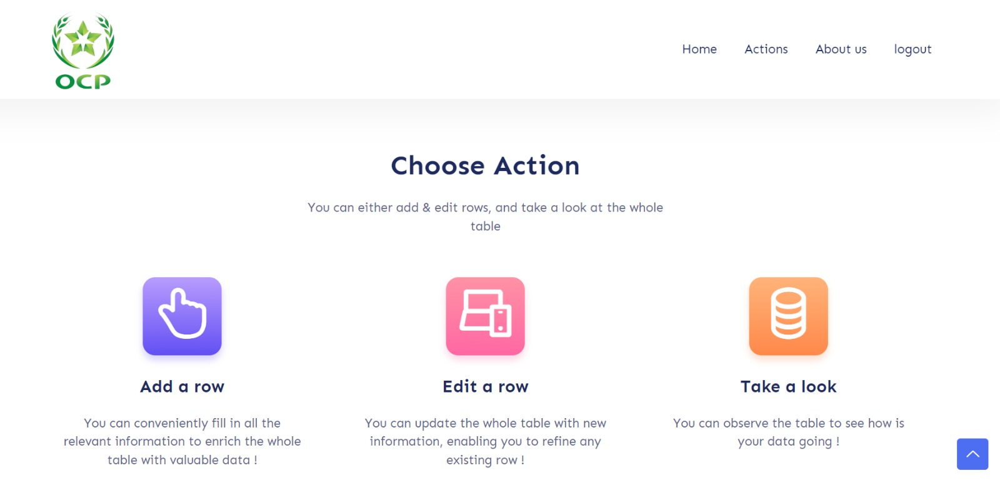 OCP
Home Actions About us logout
Choose Action
You can either add & edit rows, and take a look at the whole
table
Add a row
You can conveniently fill in all the
relevant information to enrich the whole
table with valuable data !
Edit a row
You can update the whole table with new
information, enabling you to refine any
existing row !
Take a look
You can observe the table to see how is
your data going !